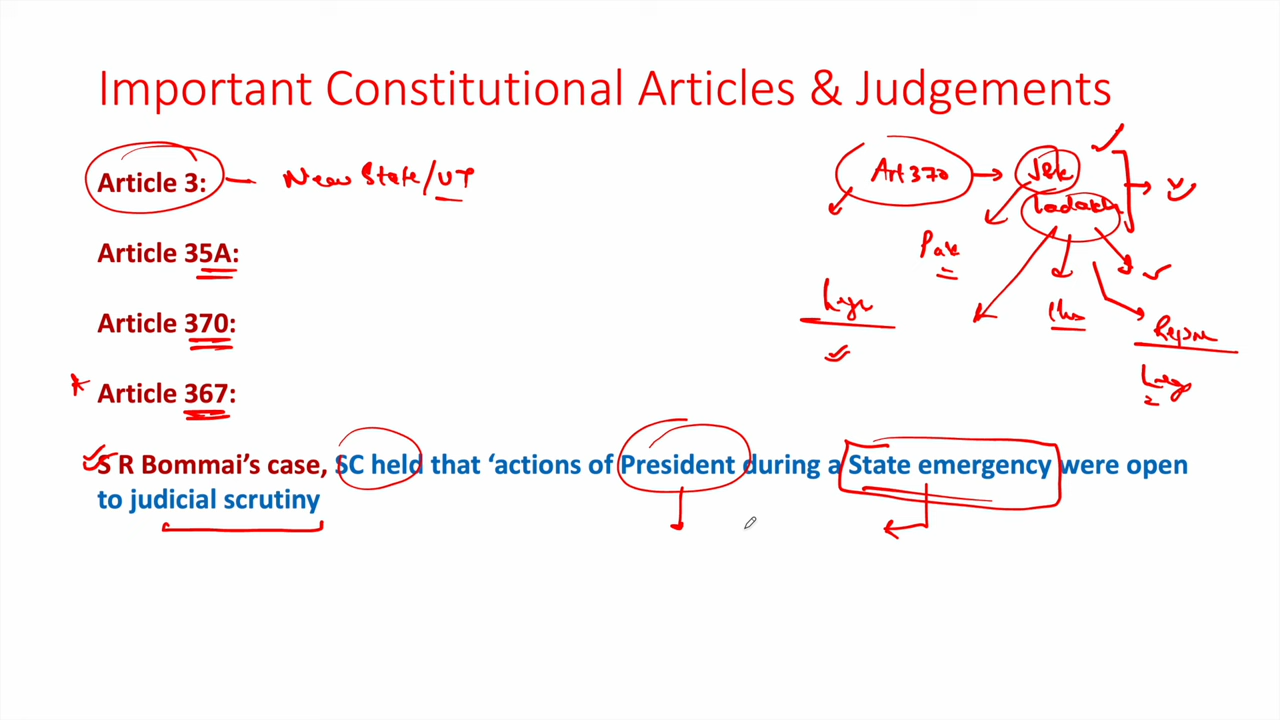 Important Constitutional Articles & Judgements
Article 3: — New State/UT
Art 370 → J&K
Ladakh
Article 35A:
Pak
Article 370:
Article 367:
S R Bommai’s case, SC held that ‘actions of President during a State emergency were open
to judicial scrutiny